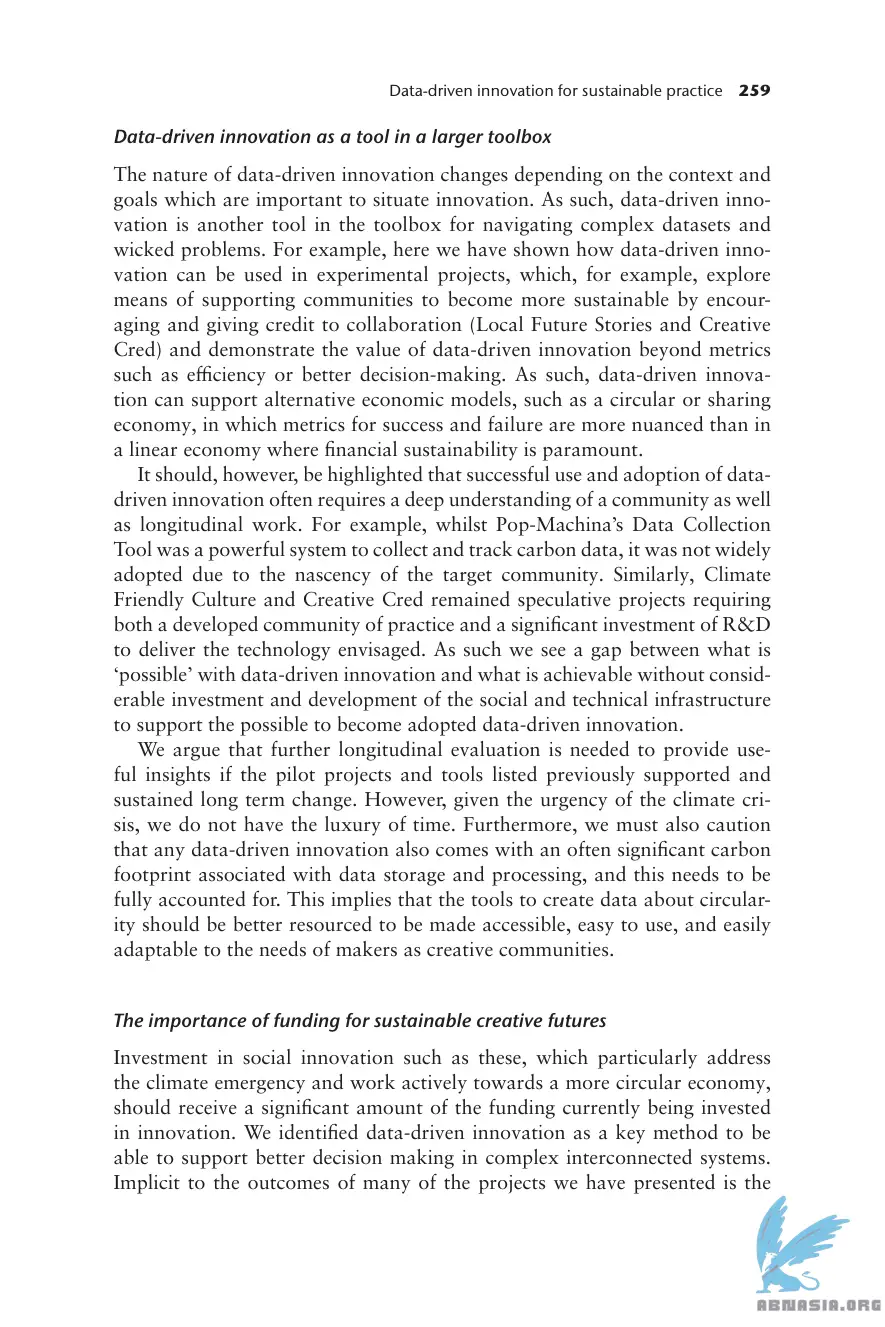 Data-driven innovation for sustainable practice 259
Data-driven innovation as a tool in a larger toolbox
The nature of data-driven innovation changes depending on the context and
goals which are important to situate innovation. As such, data-driven inno-
vation is another tool in the toolbox for navigating complex datasets and
wicked problems. For example, here we have shown how data-driven inno-
vation can be used in experimental projects, which, for example, explore
means of supporting communities to become more sustainable by encour-
aging and giving credit to collaboration (Local Future Stories and Creative
Cred) and demonstrate the value of data-driven innovation beyond metrics
such as efficiency or better decision-making. As such, data-driven innova-
tion can support alternative economic models, such as a circular or sharing
economy, in which metrics for success and failure are more nuanced than in
a linear economy where financial sustainability is paramount.
It should, however, be highlighted that successful use and adoption of data-
driven innovation often requires a deep understanding of a community as well
as longitudinal work. For example, whilst Pop-Machina's Data Collection
Tool was a powerful system to collect and track carbon data, it was not widely
adopted due to the nascency of the target community. Similarly, Climate
Friendly Culture and Creative Cred remained speculative projects requiring
both a developed community of practice and a significant investment of R&D
to deliver the technology envisaged. As such we see a gap between what is
'possible' with data-driven innovation and what is achievable without consid-
erable investment and development of the social and technical infrastructure
to support the possible to become adopted data-driven innovation.
We argue that further longitudinal evaluation is needed to provide use-
ful insights if the pilot projects and tools listed previously supported and
sustained long term change. However, given the urgency of the climate cri-
sis, we do not have the luxury of time. Furthermore, we must also caution
that any data-driven innovation also comes with an often significant carbon
footprint associated with data storage and processing, and this needs to be
fully accounted for. This implies that the tools to create data about circular-
ity should be better resourced to be made accessible, easy to use, and easily
adaptable to the needs of makers as creative communities.
The importance of funding for sustainable creative futures
Investment in social innovation such as these, which particularly address
the climate emergency and work actively towards a more circular economy,
should receive a significant amount of the funding currently being invested
in innovation. We identified data-driven innovation as a key method to be
able to support better decision making in complex interconnected systems.
Implicit to the outcomes of many of the projects we have presented is the
ABNASIA.ORG